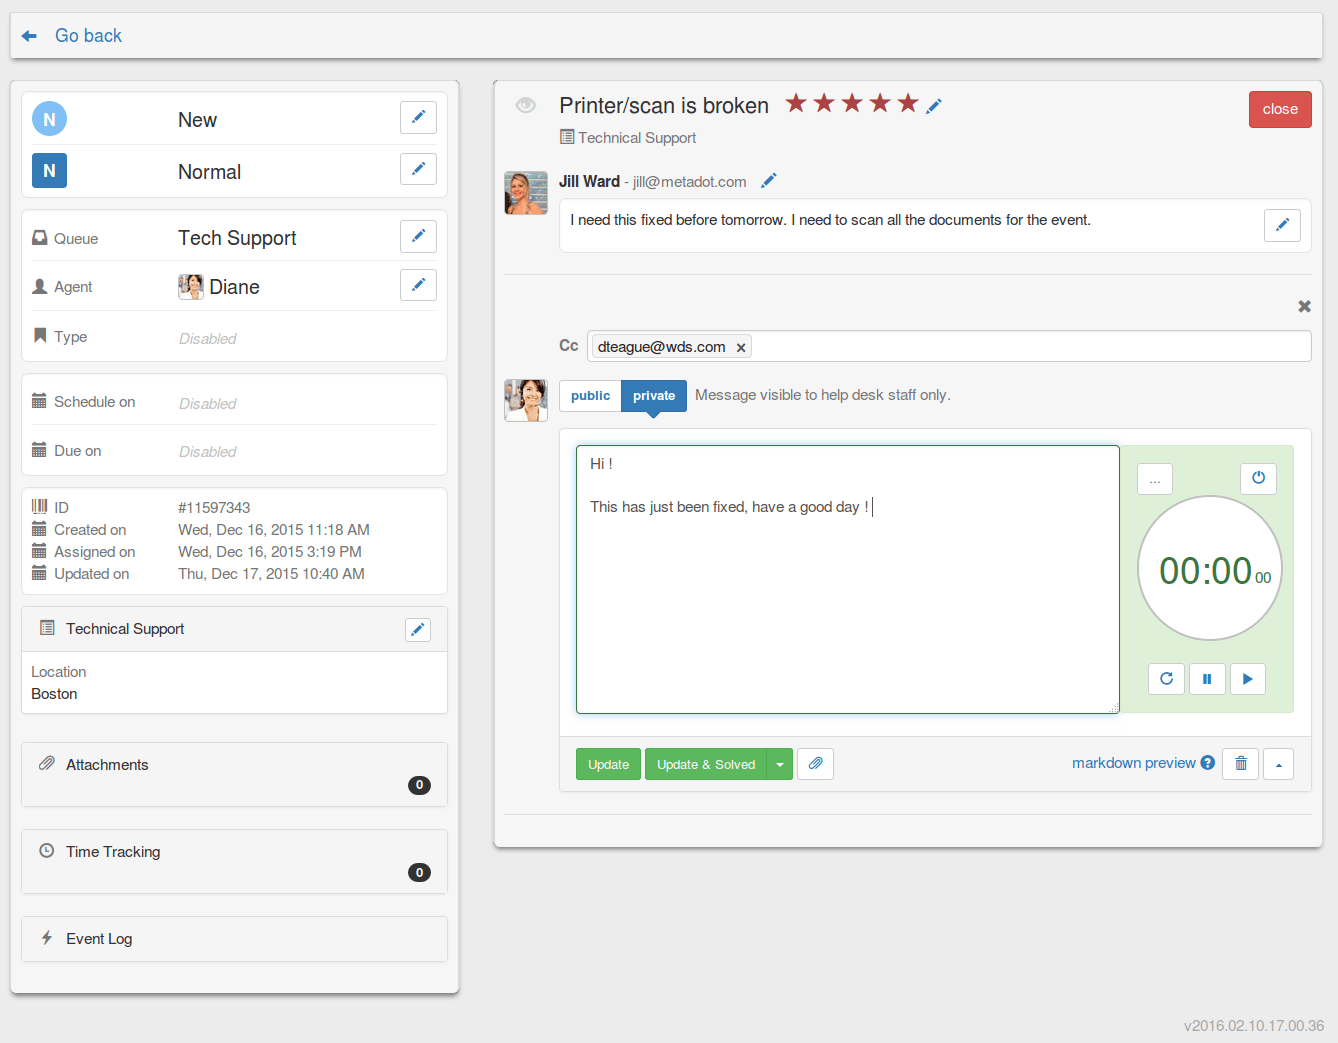 Go back
N New
N Normal
Queue Tech Support
Agent Diane
Type Disabled
Schedule on Disabled
Due on Disabled
ID #11597343
Created on Wed, Dec 16, 2015 11:18 AM
Assigned on Wed, Dec 16, 2015 3:19 PM
Updated on Thu, Dec 17, 2015 10:40 AM
Technical Support
Location
Boston
Attachments
0
Time Tracking
0
Event Log
Printer/scan is broken
close
Technical Support
Jill Ward - jill@metadot.com
I need this fixed before tomorrow. I need to scan all the documents for the event.
Cc dteague@wds.com
public private Message visible to help desk staff only.
Hi !
This has just been fixed, have a good day !
...
00:00 00
Update Update & Solved markdown preview ?
v2016.02.10.17.00.36